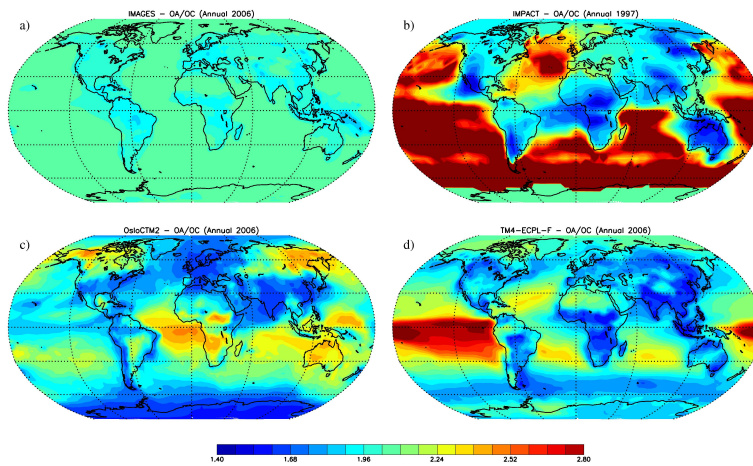 a)
IMAGES - OA/OC (Annual 2006)
b)
IMPACT - OA/OC (Annual 1997)
c)
OsloCTM2 - OA/OC (Annual 2006)
d)
TM4-ECPL-F - OA/OC (Annual 2006)
1.40 1.68 1.96 2.24 2.52 2.80